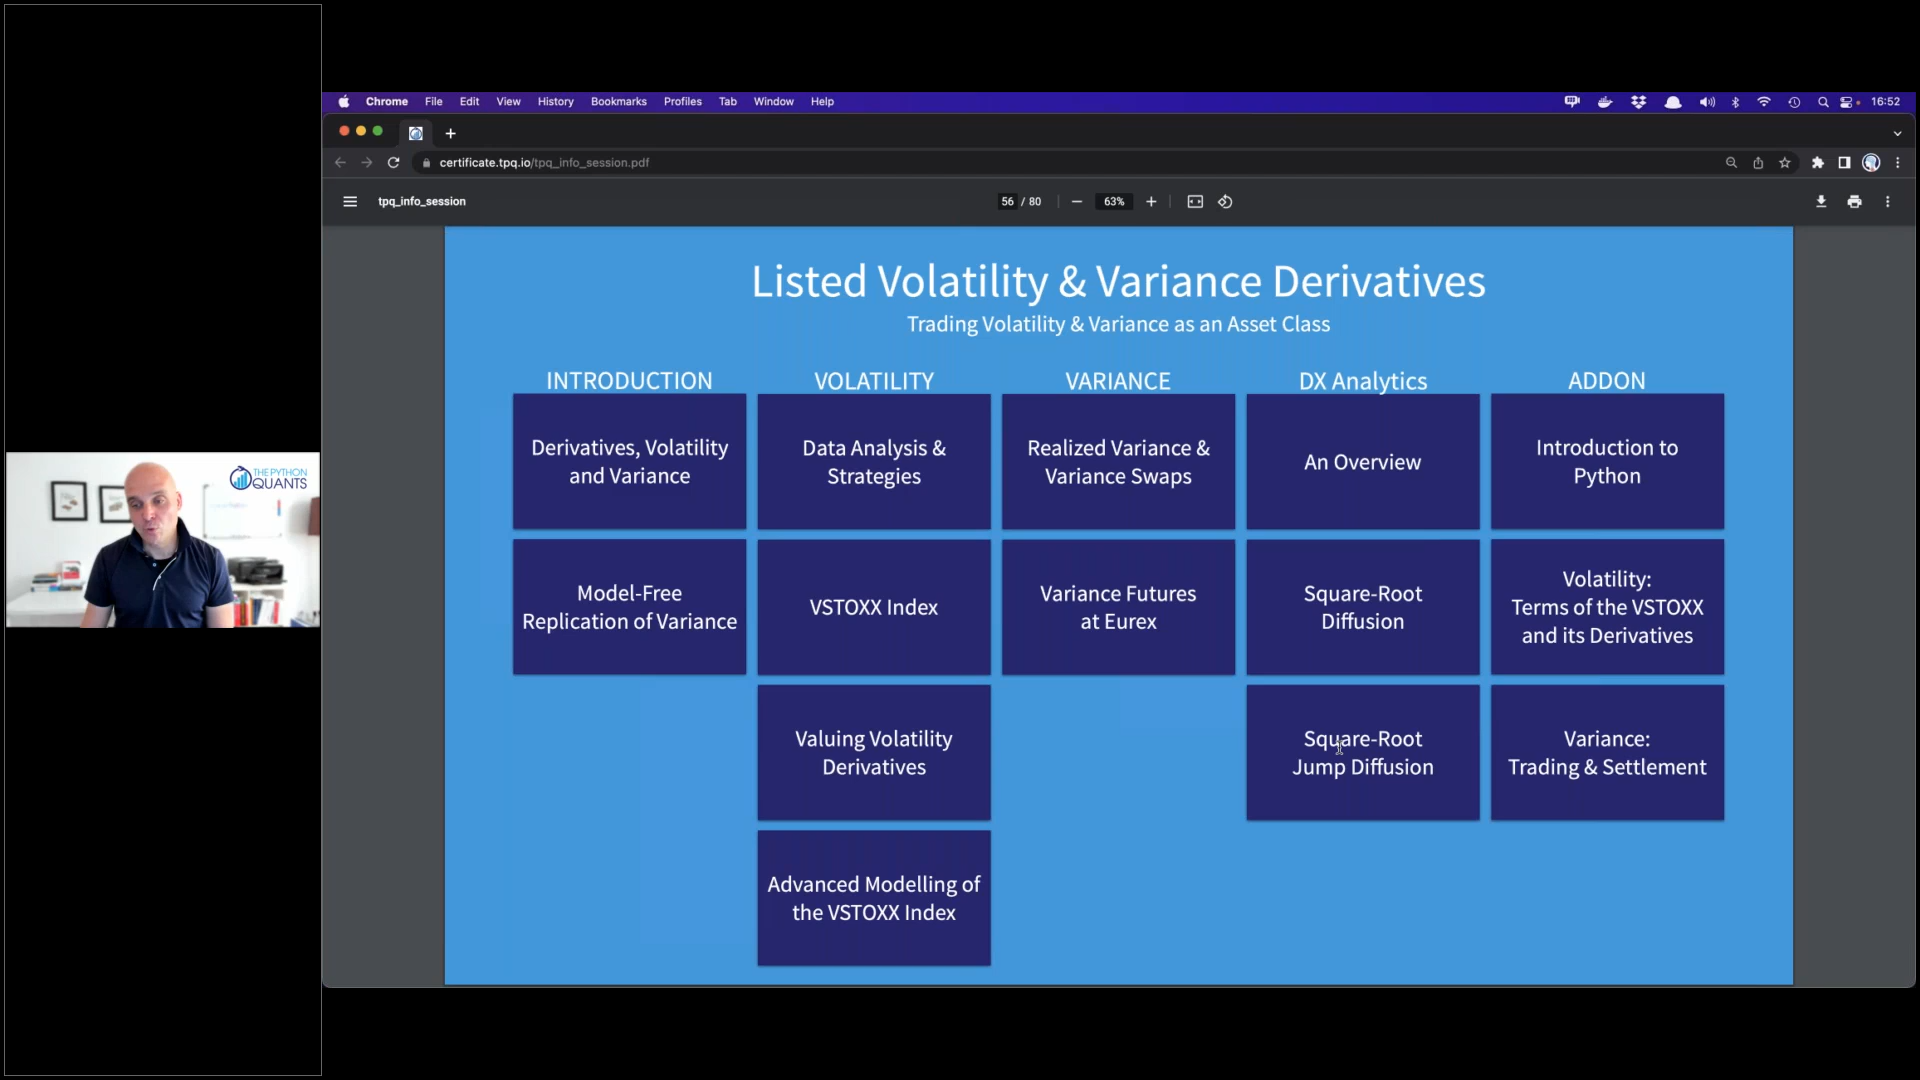 Chrome File Edit View History Bookmarks Profiles Tab Window Help 16:52
certificate.tpq.io/tpq_info_session.pdf
tpq_info_session 56 / 80 63%
THE PYTHON
QUANTS
Listed Volatility & Variance Derivatives
Trading Volatility & Variance as an Asset Class
INTRODUCTION
Derivatives, Volatility
and Variance
Model-Free
Replication of Variance
VOLATILITY
Data Analysis &
Strategies
VSTOXX Index
Valuing Volatility
Derivatives
Advanced Modelling of
the VSTOXX Index
VARIANCE
Realized Variance &
Variance Swaps
Variance Futures
at Eurex
DX Analytics
An Overview
Square-Root
Diffusion
Square-Root
Jump Diffusion
ADDON
Introduction to
Python
Volatility:
Terms of the VSTOXX
and its Derivatives
Variance:
Trading & Settlement